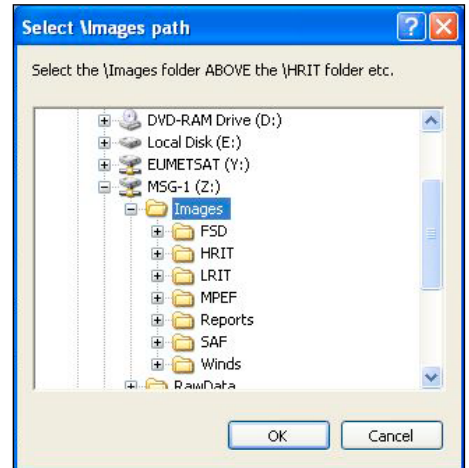 Select \Images path
Select the \Images folder ABOVE the \HRIT folder etc.
DVD-RAM Drive (D:)
Local Disk (E:)
EUMETSAT (Y:)
MSG-1 (Z:)
Images
FSD
HRIT
LRIT
MPEF
Reports
SAF
Winds
RawData
OK
Cancel